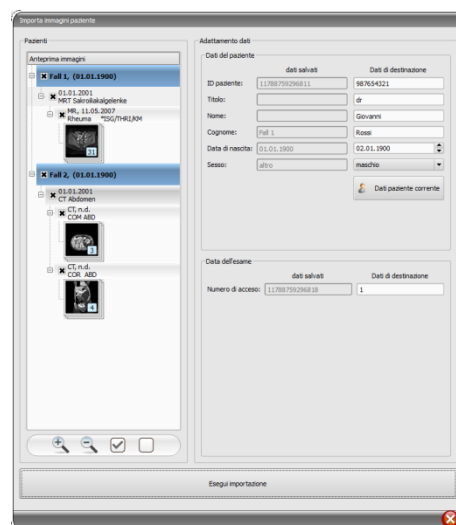 Importa immagini paziente
Pazienti
Anteprima immagini
Fall 1, (01.01.1900)
01.01.2001
MRT Sakroiliakalgelenke
MR, 11.05.2007
Rheuma *ISG/THRI/KM
31
Fall 2, (01.01.1900)
01.01.2001
CT Abdomen
CT, n.d.
COM ABD
3
CT, n.d.
COR ABD
4
Adattamento dati
Dati del paziente
dati salvati Dati di destinazione
ID paziente: 11788759296811 987654321
Titolo: dr
Nome: Giovanni
Cognome: Fall 1 Rossi
Data di nascita: 01.01.1900 02.01.1900
Sesso: altro maschio
Dati paziente corrente
Data dell'esame
dati salvati Dati di destinazione
Numero di acceso: 11788759296818 1
Esegui importazione